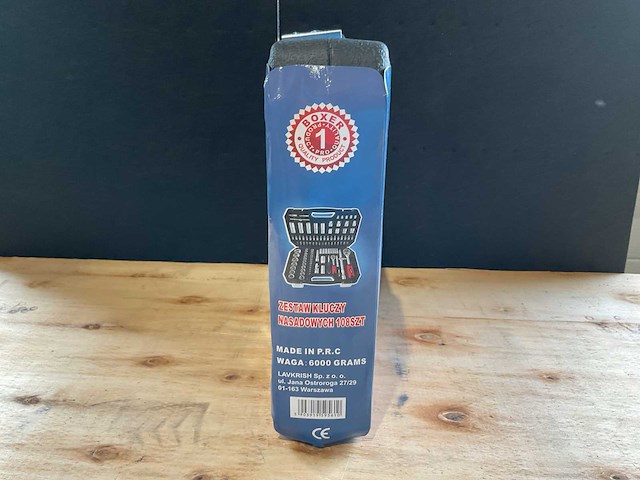 BOXER
1
QUALITY PRODUCT
ZESTAW KLUCZY
NASADOWYCH 108SZT
MADE IN P.R.C
WAGA: 6000 GRAMS
LAVKRISH Sp. z o. o.
ul. Jana Ostroroga 27/29
01-163 Warszawa
CE